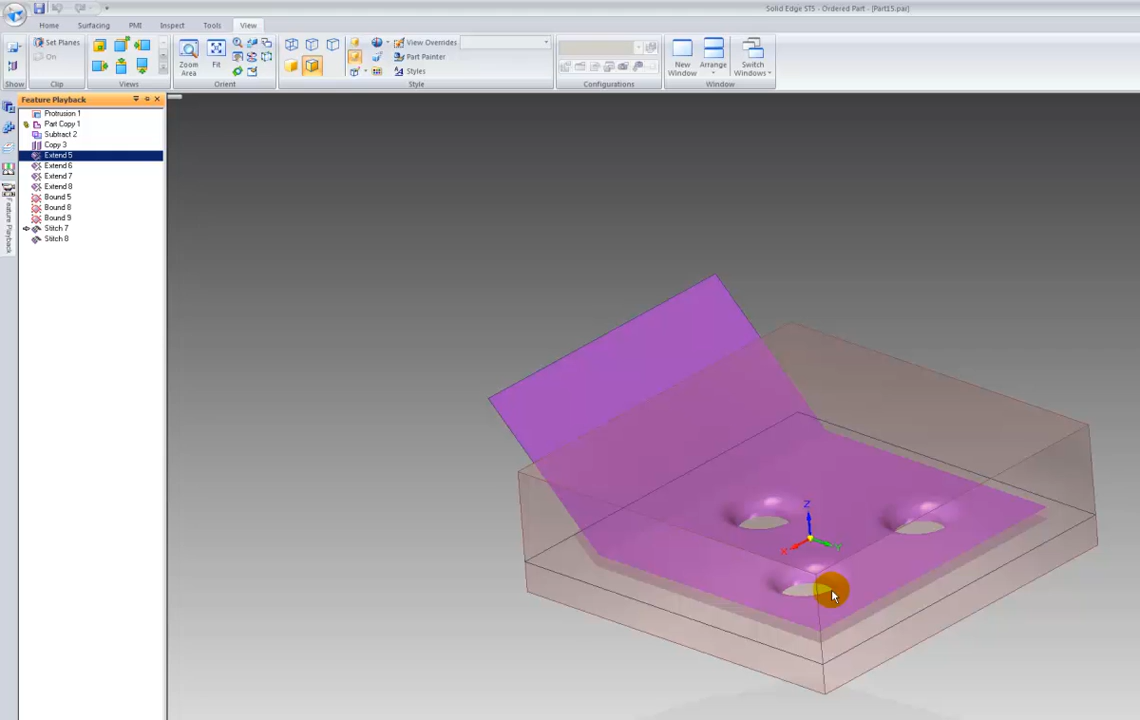 Solid Edge ST5 - Ordered Part - [Part15.par]
Home Surfacing PMI Inspect Tools View
Set Planes
On
Zoom Area
Fit
View Overrides
Part Painter
Styles
New Window
Arrange
Switch Windows
Show Clip Views Orient Style Configurations Window
Feature Playback
Protrusion 1
Part Copy 1
Subtract 2
Copy 3
Extend 5
Extend 6
Extend 7
Extend 8
Bound 5
Bound 8
Bound 9
Stitch 7
Stitch 8
Feature Playback
Z
X
Y